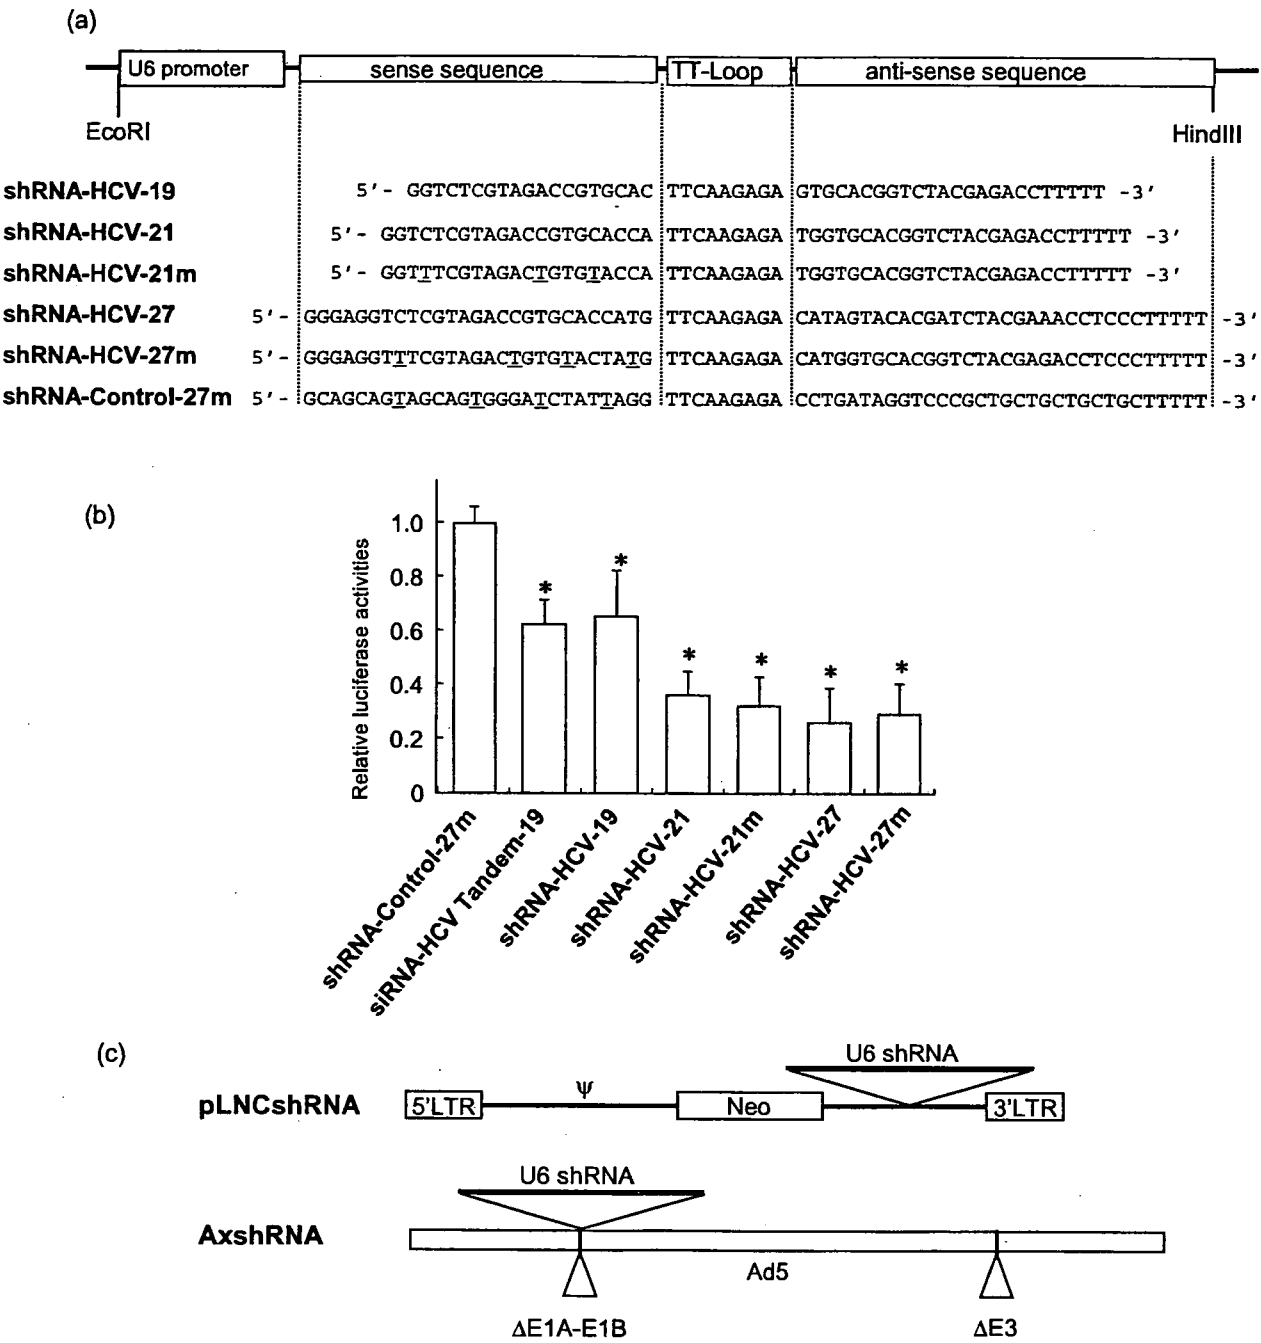 (a)
U6 promoter sense sequence TT-Loop anti-sense sequence
EcoRI HindIII
shRNA-HCV-19 5'- GGTCTCGTAGACCGTGCAC TTCAAGAGA GTGCACGGTCTACGAGACCTTTTT -3'
shRNA-HCV-21 5'- GGTCTCGTAGACCGTGCACCA TTCAAGAGA TGGTGCACGGTCTACGAGACCTTTTT -3'
shRNA-HCV-21m 5'- GGTTTCGTAGACTGTGTACCA TTCAAGAGA TGGTGCACGGTCTACGAGACCTTTTT -3'
shRNA-HCV-27 5'- GGGAGGTCTCGTAGACCGTGCACCATG TTCAAGAGA CATAGTACACGATCTACGAAACCTCCCTTTTT -3'
shRNA-HCV-27m 5'- GGGAGGTTTCGTAGACTGTGTACTATG TTCAAGAGA CATGGTGCACGGTCTACGAGACCTCCCTTTTT -3'
shRNA-Control-27m 5'- GCAGCAGTAGCAGTGGGATCTATTAGG TTCAAGAGA CCTGATAGGTCCCGCTGCTGCTGCTGCTTTTT -3'
(b)
Relative luciferase activities
1.0
0.8
0.6
0.4
0.2
0
* * * * * *
shRNA-Control-27m
siRNA-HCV Tandem-19
shRNA-HCV-19
shRNA-HCV-21
shRNA-HCV-21m
shRNA-HCV-27
shRNA-HCV-27m
(c)
U6 shRNA
pLNCshRNA 5'LTR ψ Neo 3'LTR
U6 shRNA
AxshRNA
Ad5
ΔE1A-E1B ΔE3